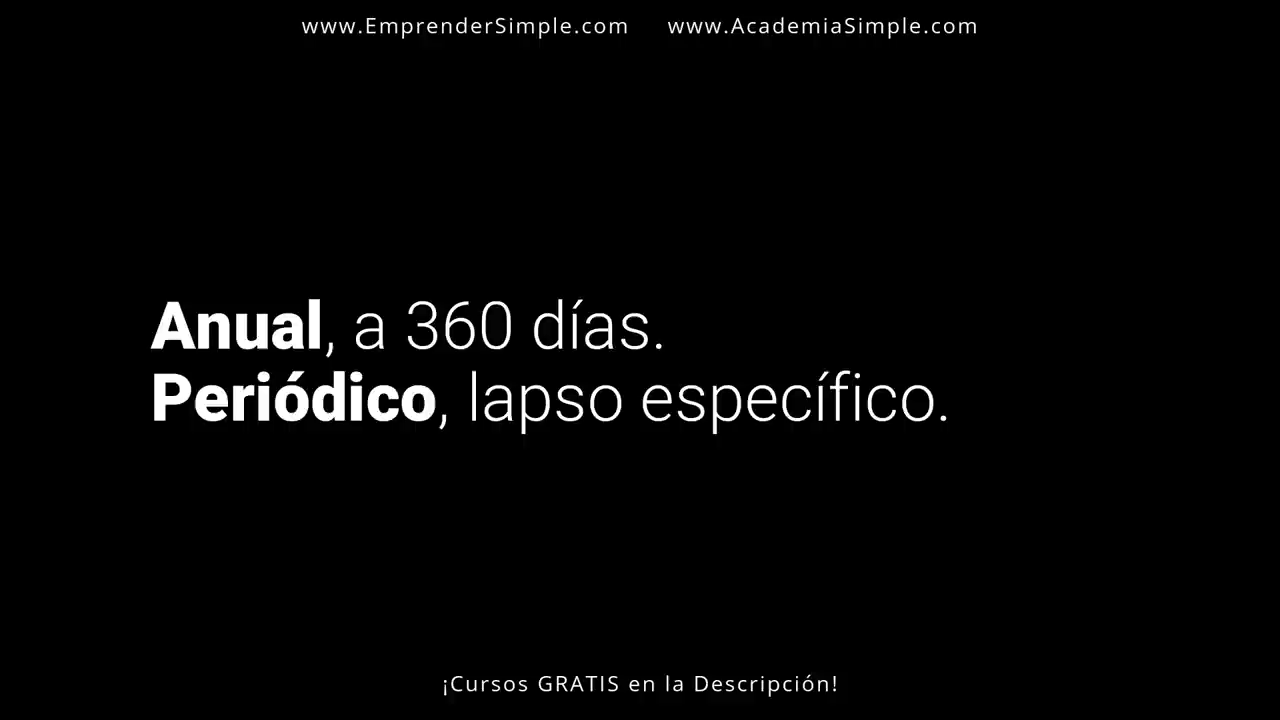 www.EmprenderSimple.com www.AcademiaSimple.com
Anual, a 360 días.
Periódico, lapso específico.
¡Cursos GRATIS en la Descripción!